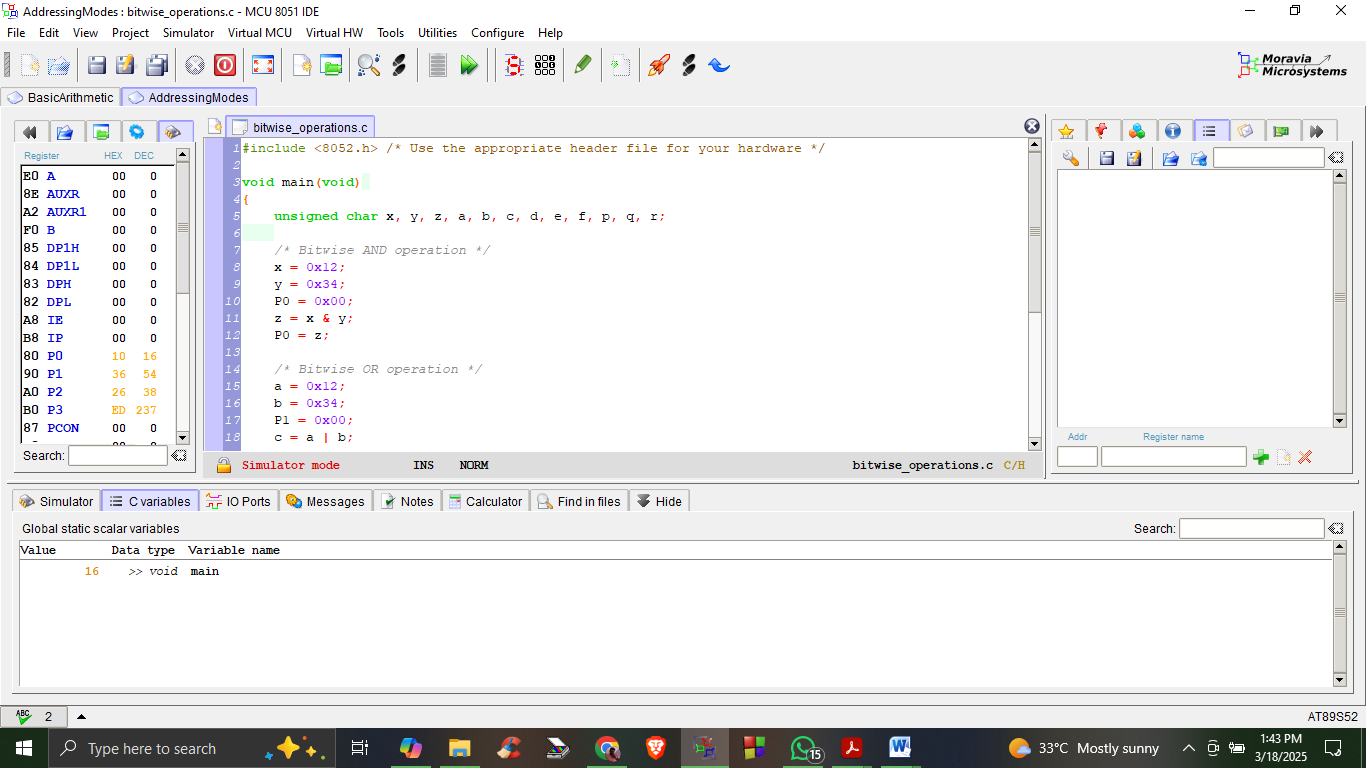 AddressingModes : bitwise_operations.c - MCU 8051 IDE
File Edit View Project Simulator Virtual MCU Virtual HW Tools Utilities Configure Help
Moravia
Microsystems
BasicArithmetic AddressingModes
bitwise_operations.c
Register HEX DEC
E0 A 00 0
8E AUXR 00 0
A2 AUXR1 00 0
F0 B 00 0
85 DP1H 00 0
84 DP1L 00 0
83 DPH 00 0
82 DPL 00 0
A8 IE 00 0
B8 IP 00 0
80 P0 10 16
90 P1 36 54
A0 P2 26 38
B0 P3 ED 237
87 PCON 00 0
Search:
1 #include <8052.h> /* Use the appropriate header file for your hardware */
2
3 void main(void)
4 {
5 unsigned char x, y, z, a, b, c, d, e, f, p, q, r;
6
7 /* Bitwise AND operation */
8 x = 0x12;
9 y = 0x34;
10 P0 = 0x00;
11 z = x & y;
12 P0 = z;
13
14 /* Bitwise OR operation */
15 a = 0x12;
16 b = 0x34;
17 P1 = 0x00;
18 c = a | b;
Simulator mode INS NORM bitwise_operations.c C/H
Addr Register name
Simulator C variables IO Ports Messages Notes Calculator Find in files Hide
Global static scalar variables Search:
Value Data type Variable name
16 >> void main
ABC 2 AT89S52
Type here to search 15 33°C Mostly sunny 1:43 PM
3/18/2025